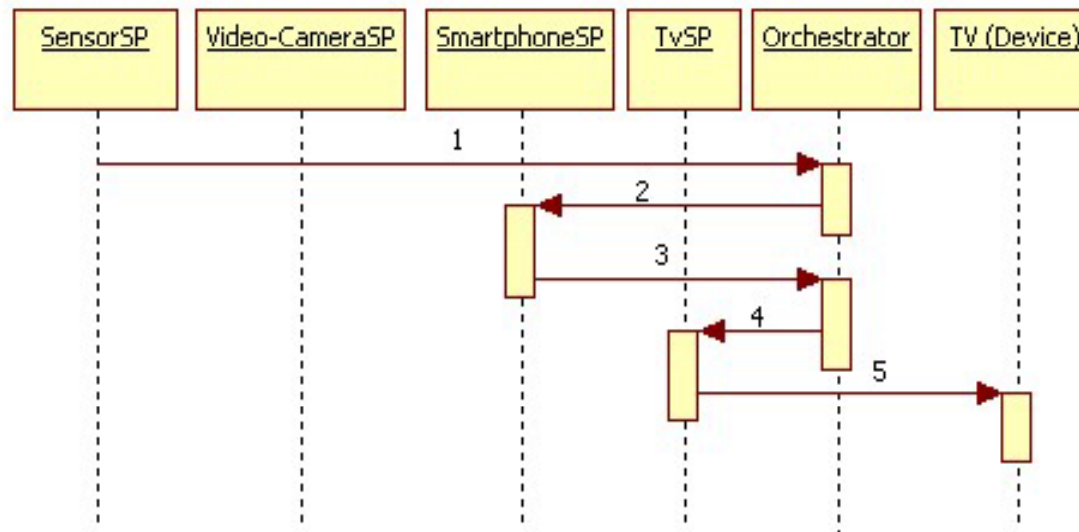 SensorSP
Video-CameraSP
SmartphoneSP
TvSP
Orchestrator
TV (Device)
1
2
3
4
5